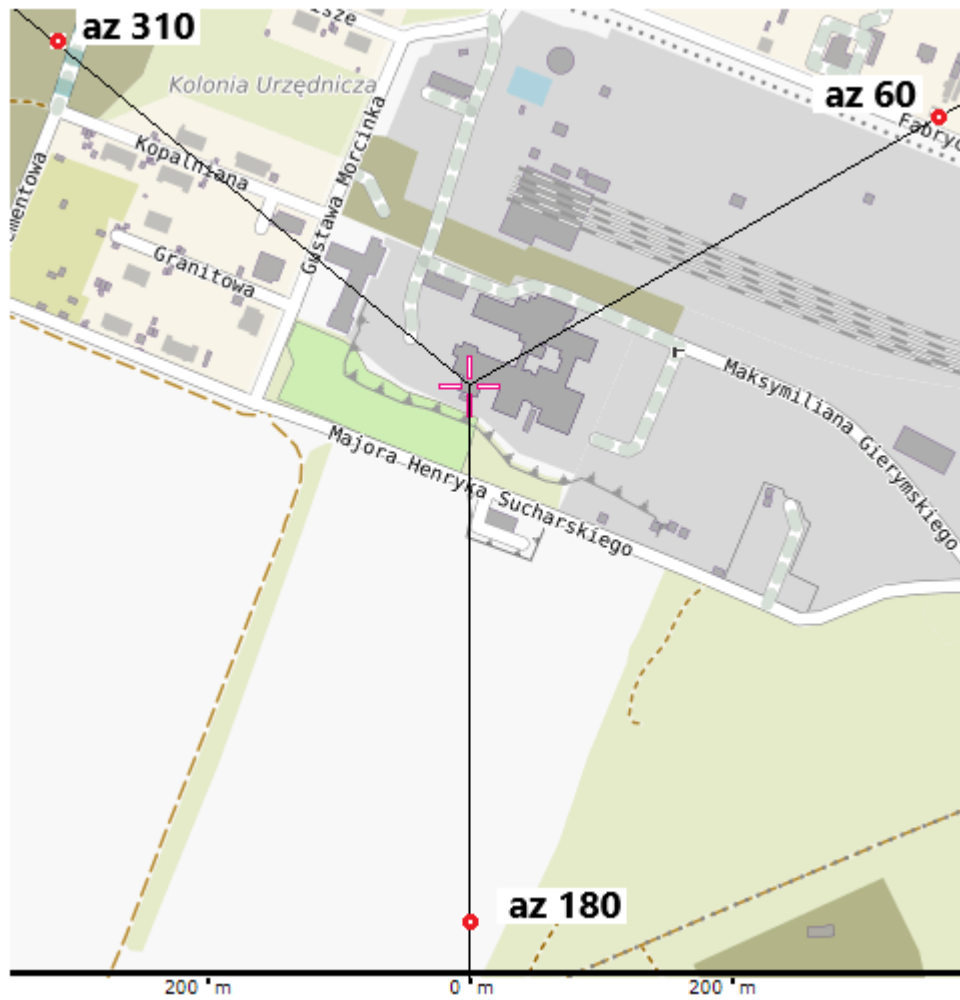 az 310
Kolonia Urzędnicza
az 60
Kopalniana
Gustawa Morcinka
Granitowa
Maksymiliana Gierymskiego
Majora Henryka Sucharskiego
az 180
200 m
0 m
200 m